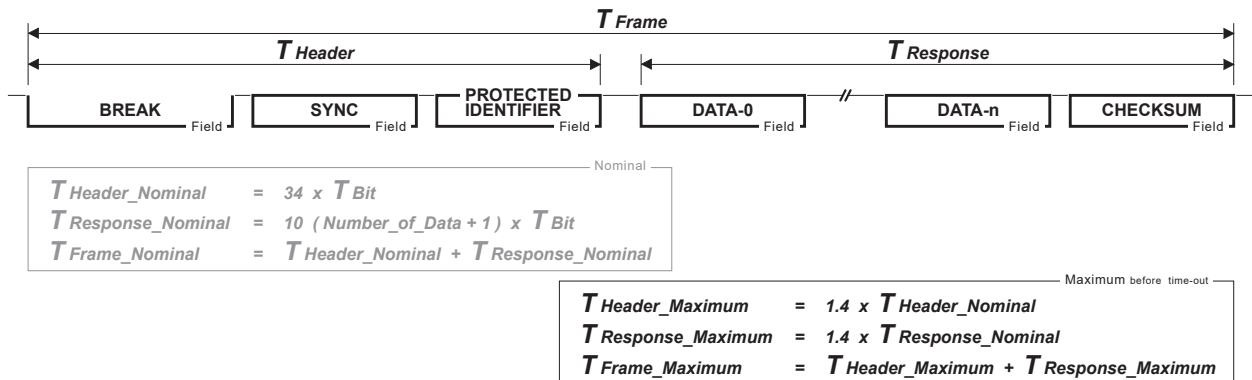 T Frame
T Header T Response
BREAK Field SYNC Field PROTECTED IDENTIFIER Field DATA-0 Field // DATA-n Field CHECKSUM Field
Nominal
T Header_Nominal = 34 x T Bit
T Response_Nominal = 10 ( Number_of_Data + 1 ) x T Bit
T Frame_Nominal = T Header_Nominal + T Response_Nominal
Maximum before time-out
T Header_Maximum = 1.4 x T Header_Nominal
T Response_Maximum = 1.4 x T Response_Nominal
T Frame_Maximum = T Header_Maximum + T Response_Maximum